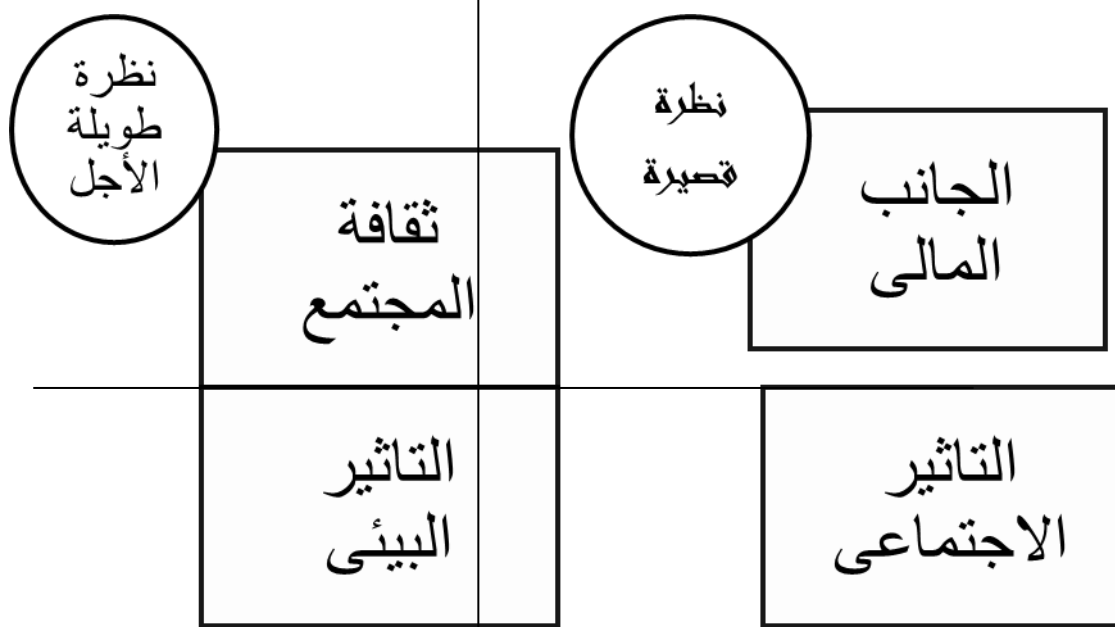 نظرة
قصيرة
الجانب
المالى
نظرة
طويلة
الأجل
ثقافة
المجتمع
التاثير
الاجتماعى
التاثير
البيئى